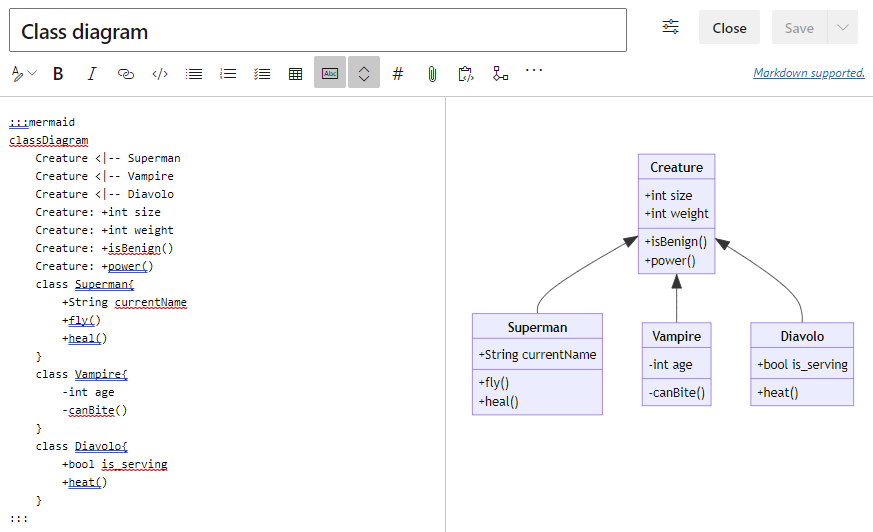 Class diagram
Close
Save
B
I
</>
Abc
#
...
Markdown supported.
:::mermaid
classDiagram
    Creature <|-- Superman
    Creature <|-- Vampire
    Creature <|-- Diavolo
    Creature: +int size
    Creature: +int weight
    Creature: +isBenign()
    Creature: +power()
    class Superman{
        +String currentName
        +fly()
        +heal()
    }
    class Vampire{
        -int age
        -canBite()
    }
    class Diavolo{
        +bool is_serving
        +heat()
    }
:::
Creature
+int size
+int weight
+isBenign()
+power()
Superman
+String currentName
+fly()
+heal()
Vampire
-int age
-canBite()
Diavolo
+bool is_serving
+heat()